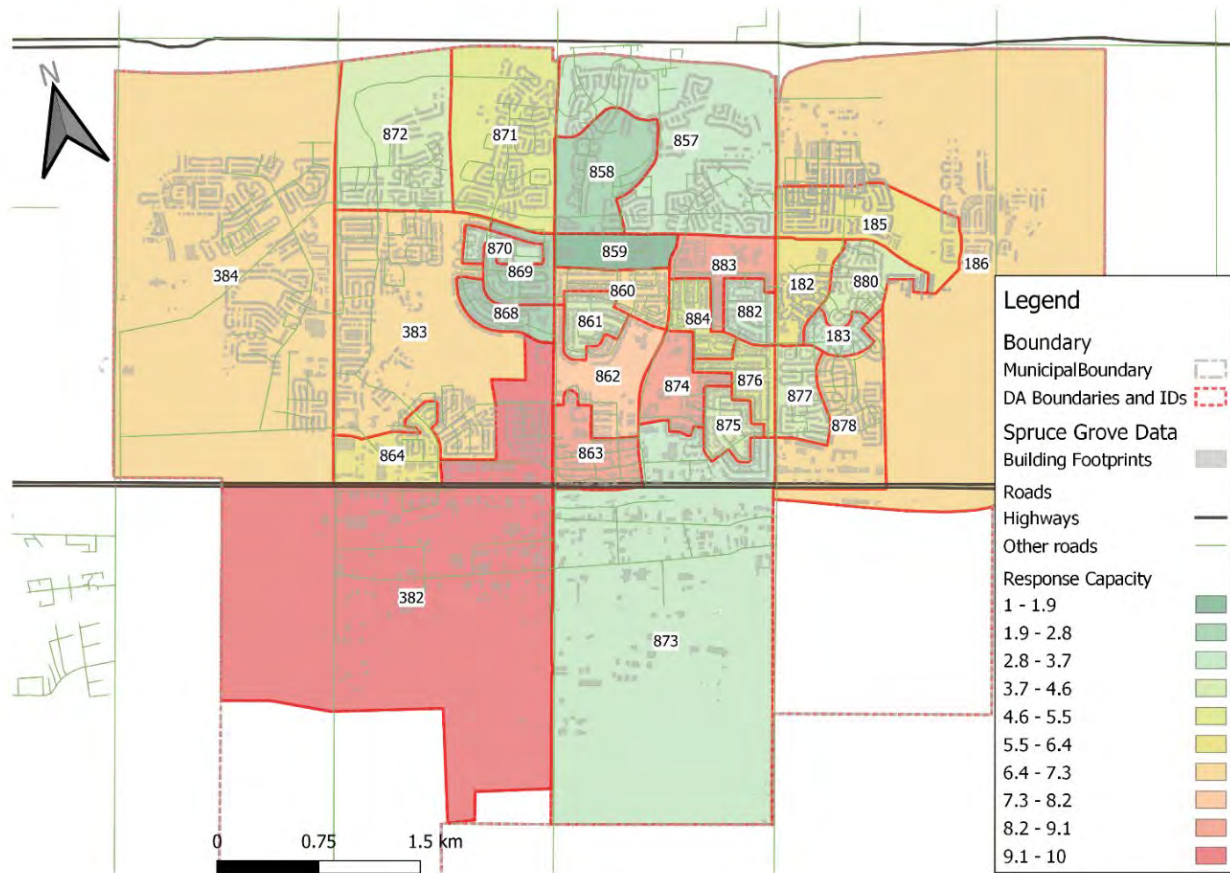 N
872
871
857
858
185
870
859
883
186
384
869
182
880
860
868
884
882
861
183
383
862
874
876
877
875
878
864
863
382
873
0 0.75 1.5 km
Legend
Boundary
MunicipalBoundary
DA Boundaries and IDs
Spruce Grove Data
Building Footprints
Roads
Highways
Other roads
Response Capacity
1 - 1.9
1.9 - 2.8
2.8 - 3.7
3.7 - 4.6
4.6 - 5.5
5.5 - 6.4
6.4 - 7.3
7.3 - 8.2
8.2 - 9.1
9.1 - 10